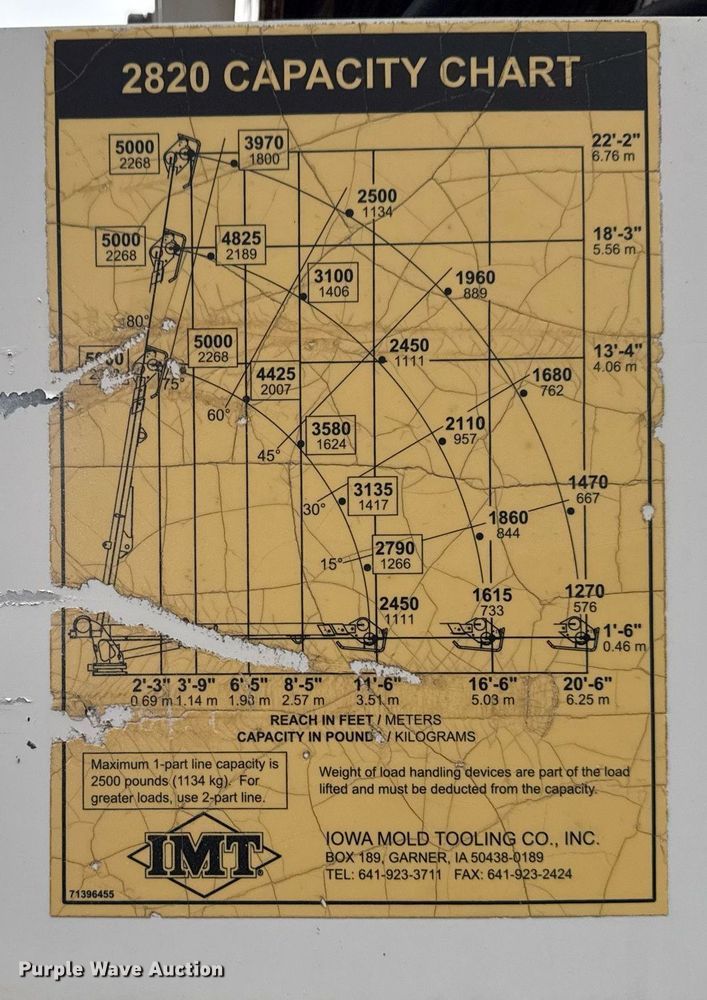 2820 CAPACITY CHART
5000
2268
3970
1800
22'-2"
6.76 m
2500
1134
5000
2268
4825
2189
18'-3"
5.56 m
3100
1406
1960
889
80°
5000
2268
2450
1111
13'-4"
4.06 m
75°
4425
2007
1680
762
60°
3580
1624
2110
957
45°
3135
1417
1470
667
30°
1860
844
2790
1266
15°
2450
1111
1615
733
1270
576
1'-6"
0.46 m
2'-3" 3'-9" 6'-5" 8'-5" 11'-6" 16'-6" 20'-6"
0.69 m 1.14 m 1.93 m 2.57 m 3.51 m 5.03 m 6.25 m
REACH IN FEET / METERS
CAPACITY IN POUNDS / KILOGRAMS
Maximum 1-part line capacity is
2500 pounds (1134 kg). For
greater loads, use 2-part line.
Weight of load handling devices are part of the load
lifted and must be deducted from the capacity.
IMT®
IOWA MOLD TOOLING CO., INC.
BOX 189, GARNER, IA 50438-0189
TEL: 641-923-3711 FAX: 641-923-2424
71396455
Purple Wave Auction